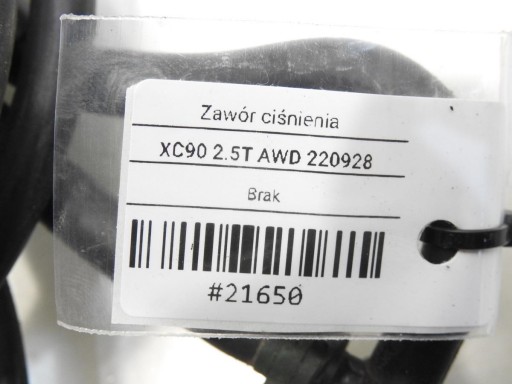 Zawór ciśnienia
XC90 2.5T AWD 220928
Brak
#21650